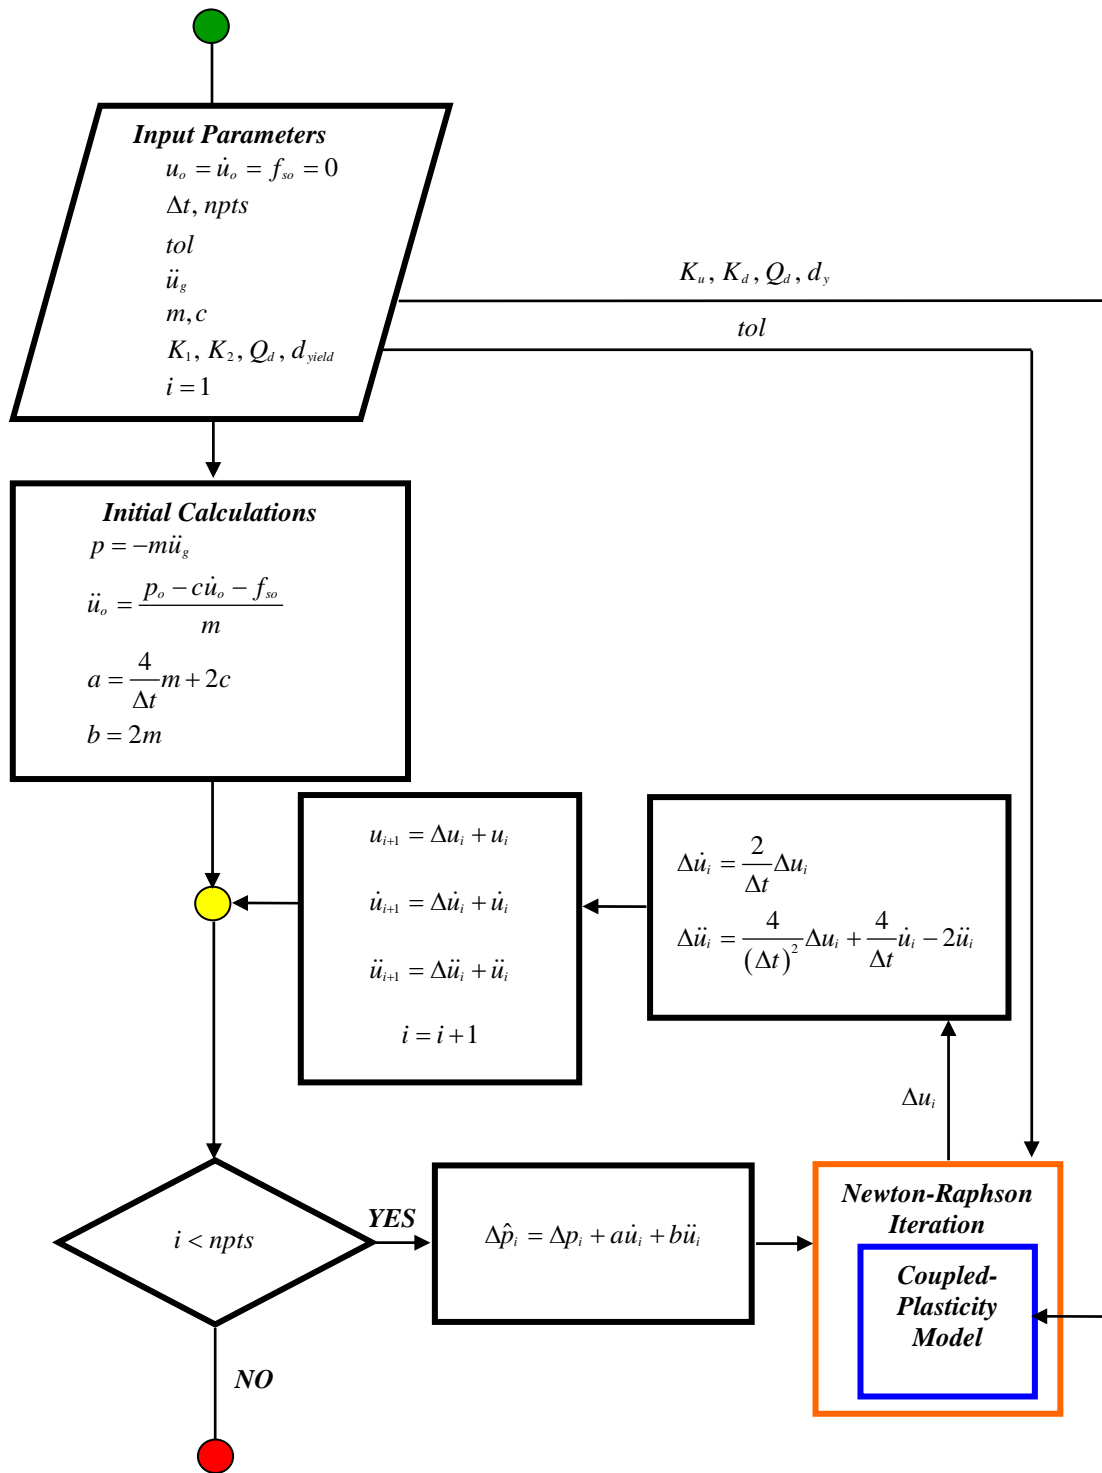 Input Parameters
u_o = u̇_o = f_so = 0
Δt, npts
tol
ü_g
m, c
K_1, K_2, Q_d, d_yield
i = 1
K_u, K_d, Q_d, d_y
tol
Initial Calculations
p = −mü_g
ü_o = (p_o − cu̇_o − f_so) / m
a = (4 / Δt)m + 2c
b = 2m
u_{i+1} = Δu_i + u_i
u̇_{i+1} = Δu̇_i + u̇_i
ü_{i+1} = Δü_i + ü_i
i = i + 1
Δu̇_i = (2 / Δt)Δu_i
Δü_i = (4 / (Δt)^2)Δu_i + (4 / Δt)u̇_i − 2ü_i
Δu_i
i < npts
YES
Δp̂_i = Δp_i + au̇_i + bü_i
Newton-Raphson
Iteration
Coupled-
Plasticity
Model
NO